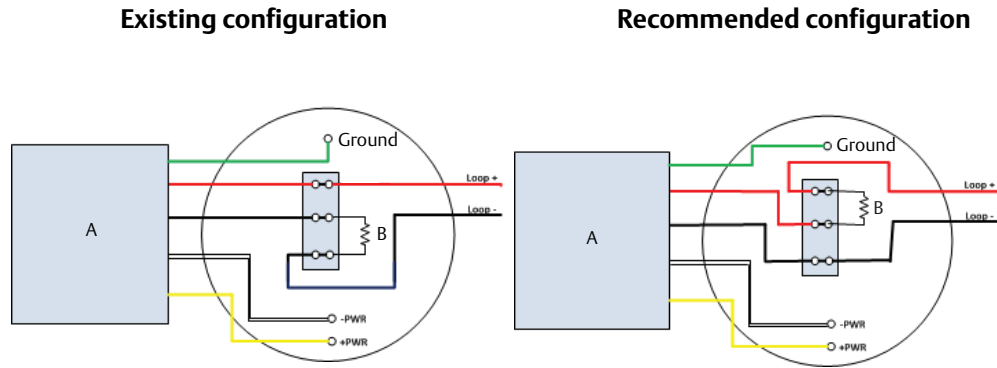 Existing configuration
Recommended configuration
Ground
Loop +
Loop -
A
B
-PWR
+PWR
Ground
Loop +
B
Loop -
A
-PWR
+PWR